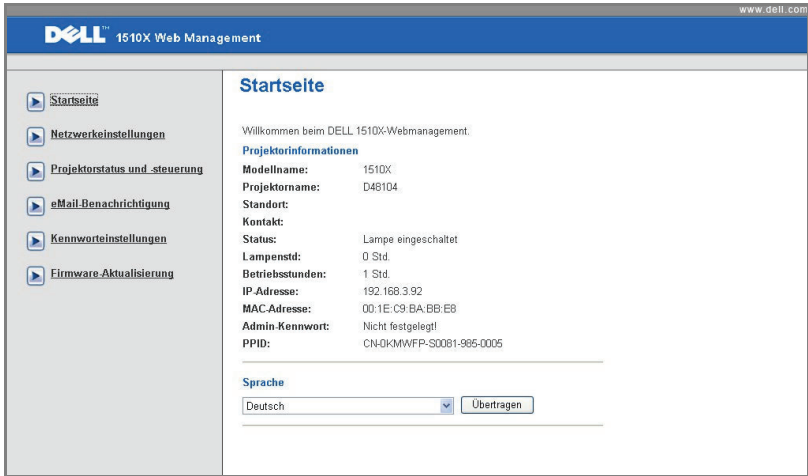 www.dell.com
DELL™ 1510X Web Management
Startseite
Netzwerkeinstellungen
Projektorstatus und -steuerung
eMail-Benachrichtigung
Kennworteinstellungen
Firmware-Aktualisierung
Startseite
Willkommen beim DELL 1510X-Webmanagement.
Projektorinformationen
Modellname: 1510X
Projektorname: D48104
Standort:
Kontakt:
Status: Lampe eingeschaltet
Lampenstd: 0 Std.
Betriebsstunden: 1 Std.
IP-Adresse: 192.168.3.92
MAC-Adresse: 00:1E:C9:BA:BB:E8
Admin-Kennwort: Nicht festgelegt!
PPID: CN-0KMWFP-S0081-985-0005
Sprache
Deutsch Übertragen